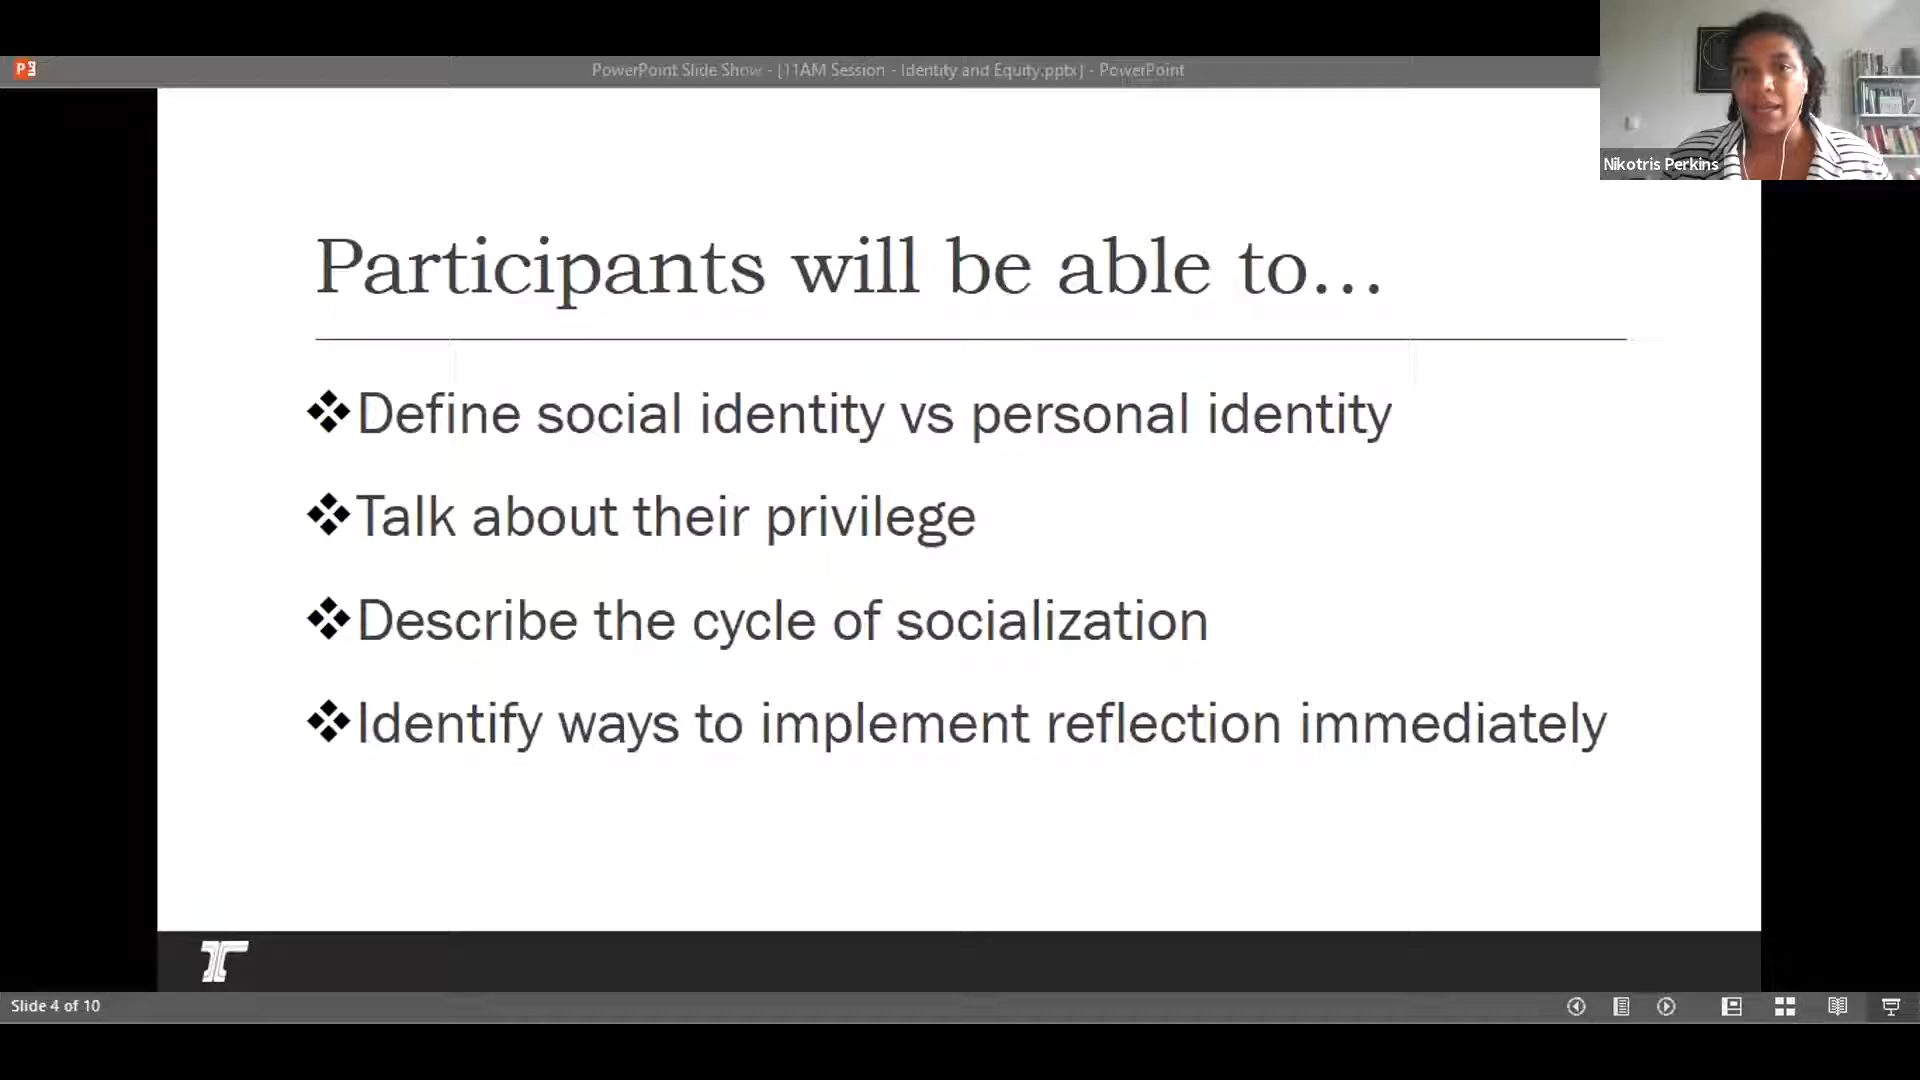 PowerPoint Slide Show - [11AM Session - Identity and Equity.pptx] - PowerPoint
Nikotris Perkins
Participants will be able to...
❖Define social identity vs personal identity
❖Talk about their privilege
❖Describe the cycle of socialization
❖Identify ways to implement reflection immediately
Slide 4 of 10